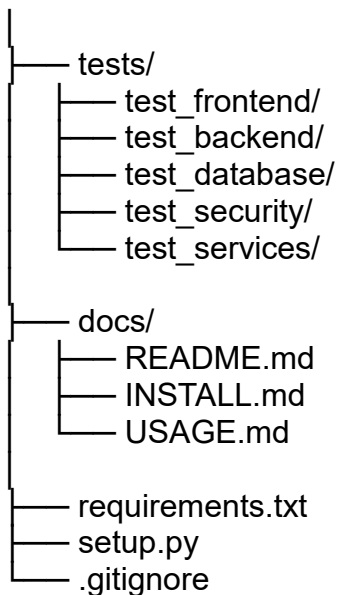 tests/
test_frontend/
test_backend/
test_database/
test_security/
test_services/
docs/
README.md
INSTALL.md
USAGE.md
requirements.txt
setup.py
.gitignore